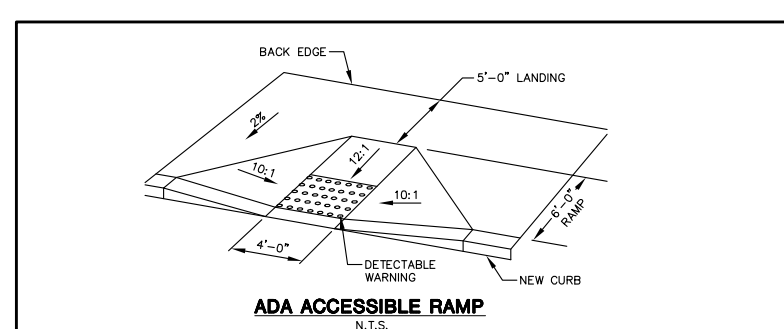 BACK EDGE
5'-0" LANDING
2%
12:1
10:1
10:1
6'-0"
RAMP
4'-0"
DETECTABLE
WARNING
NEW CURB
ADA ACCESSIBLE RAMP
N.T.S.